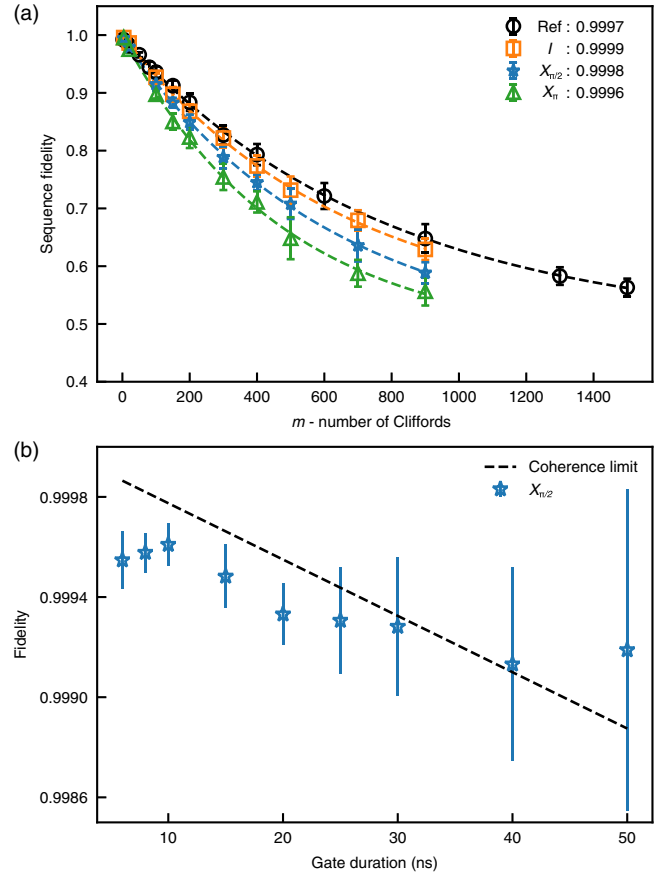 (a)
1.0
0.9
0.8
0.7
0.6
0.5
0.4
Sequence fidelity
Ref : 0.9997
I : 0.9999
Xπ/2 : 0.9998
Xπ : 0.9996
0 200 400 600 800 1000 1200 1400
m - number of Cliffords
(b)
0.9998
0.9994
0.9990
0.9986
Fidelity
Coherence limit
Xπ/2
10 20 30 40 50
Gate duration (ns)